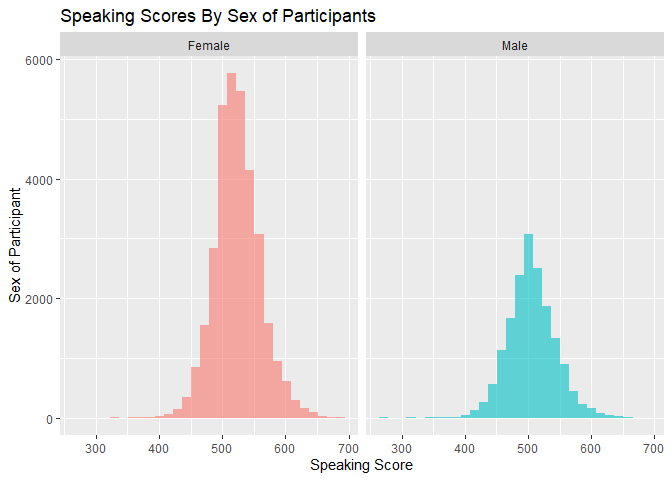 Speaking Scores By Sex of Participants
Female Male
6000
4000
2000
0
Sex of Participant
300 400 500 600 700 300 400 500 600 700
Speaking Score